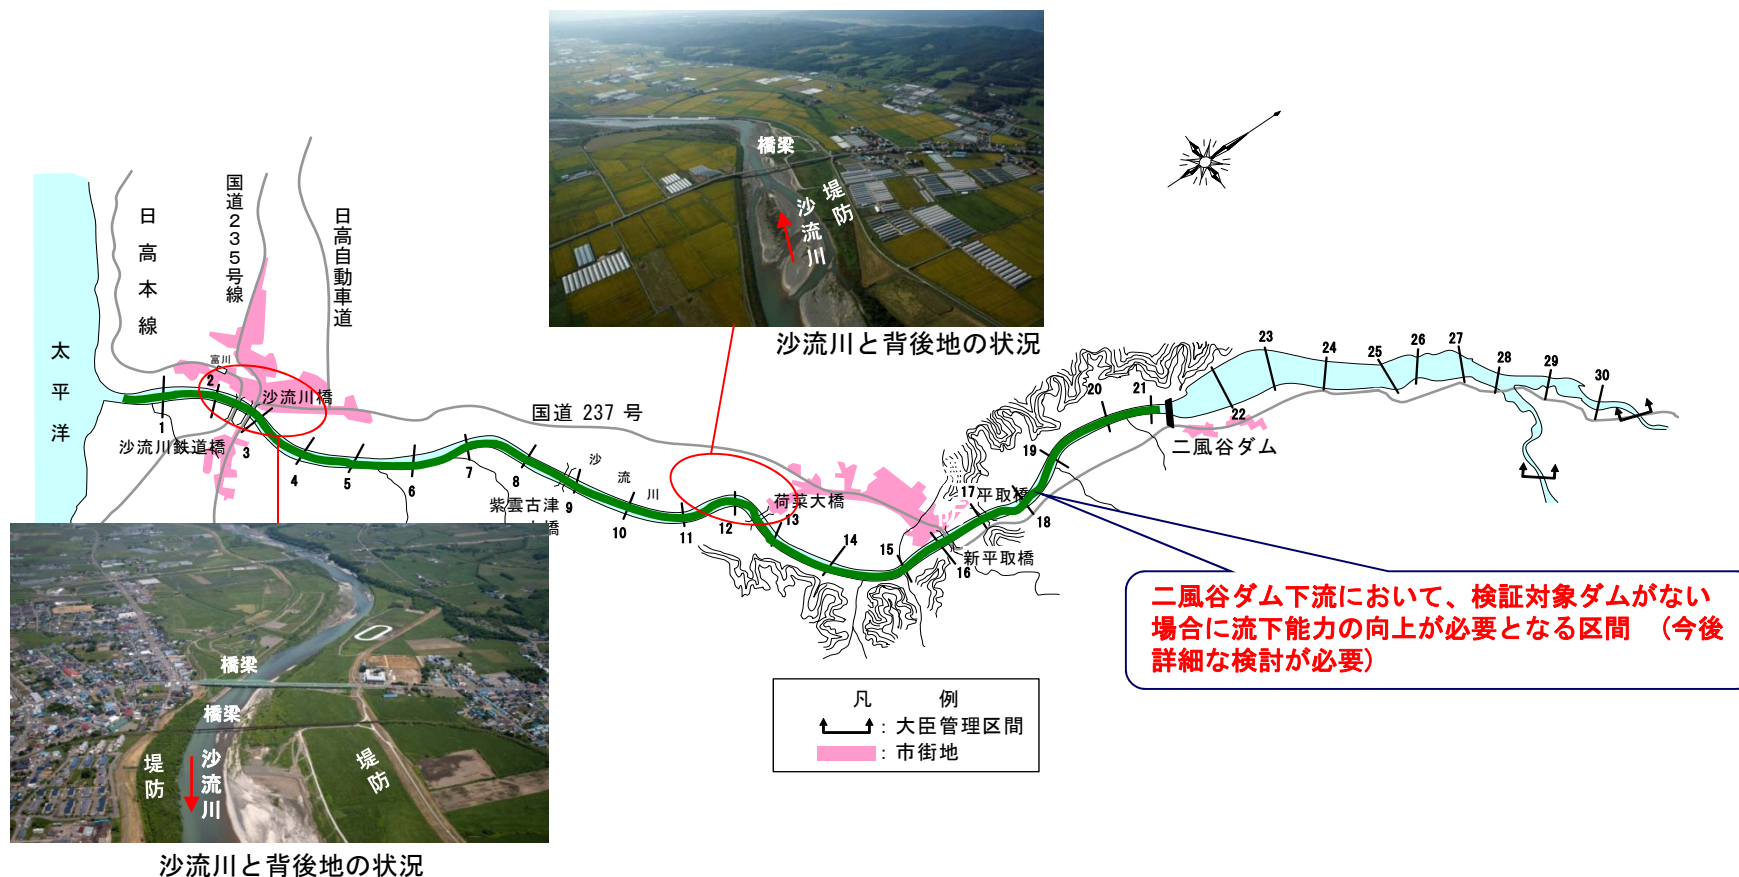 橋梁
堤防
沙流川
沙流川と背後地の状況
太平洋
日高本線
国道235号線
日高自動車道
富川
沙流川橋
沙流川鉄道橋
国道 237 号
紫雲古津
橋
沙流川
荷菜大橋
平取橋
新平取橋
二風谷ダム
1
2
3
4
5
6
7
8
9
10
11
12
13
14
15
16
17
18
19
20
21
22
23
24
25
26
27
28
29
30
二風谷ダム下流において、検証対象ダムがない
場合に流下能力の向上が必要となる区間 （今後
詳細な検討が必要）
凡 例
：大臣管理区間
：市街地
橋梁
橋梁
堤防
沙流川
堤防
沙流川と背後地の状況